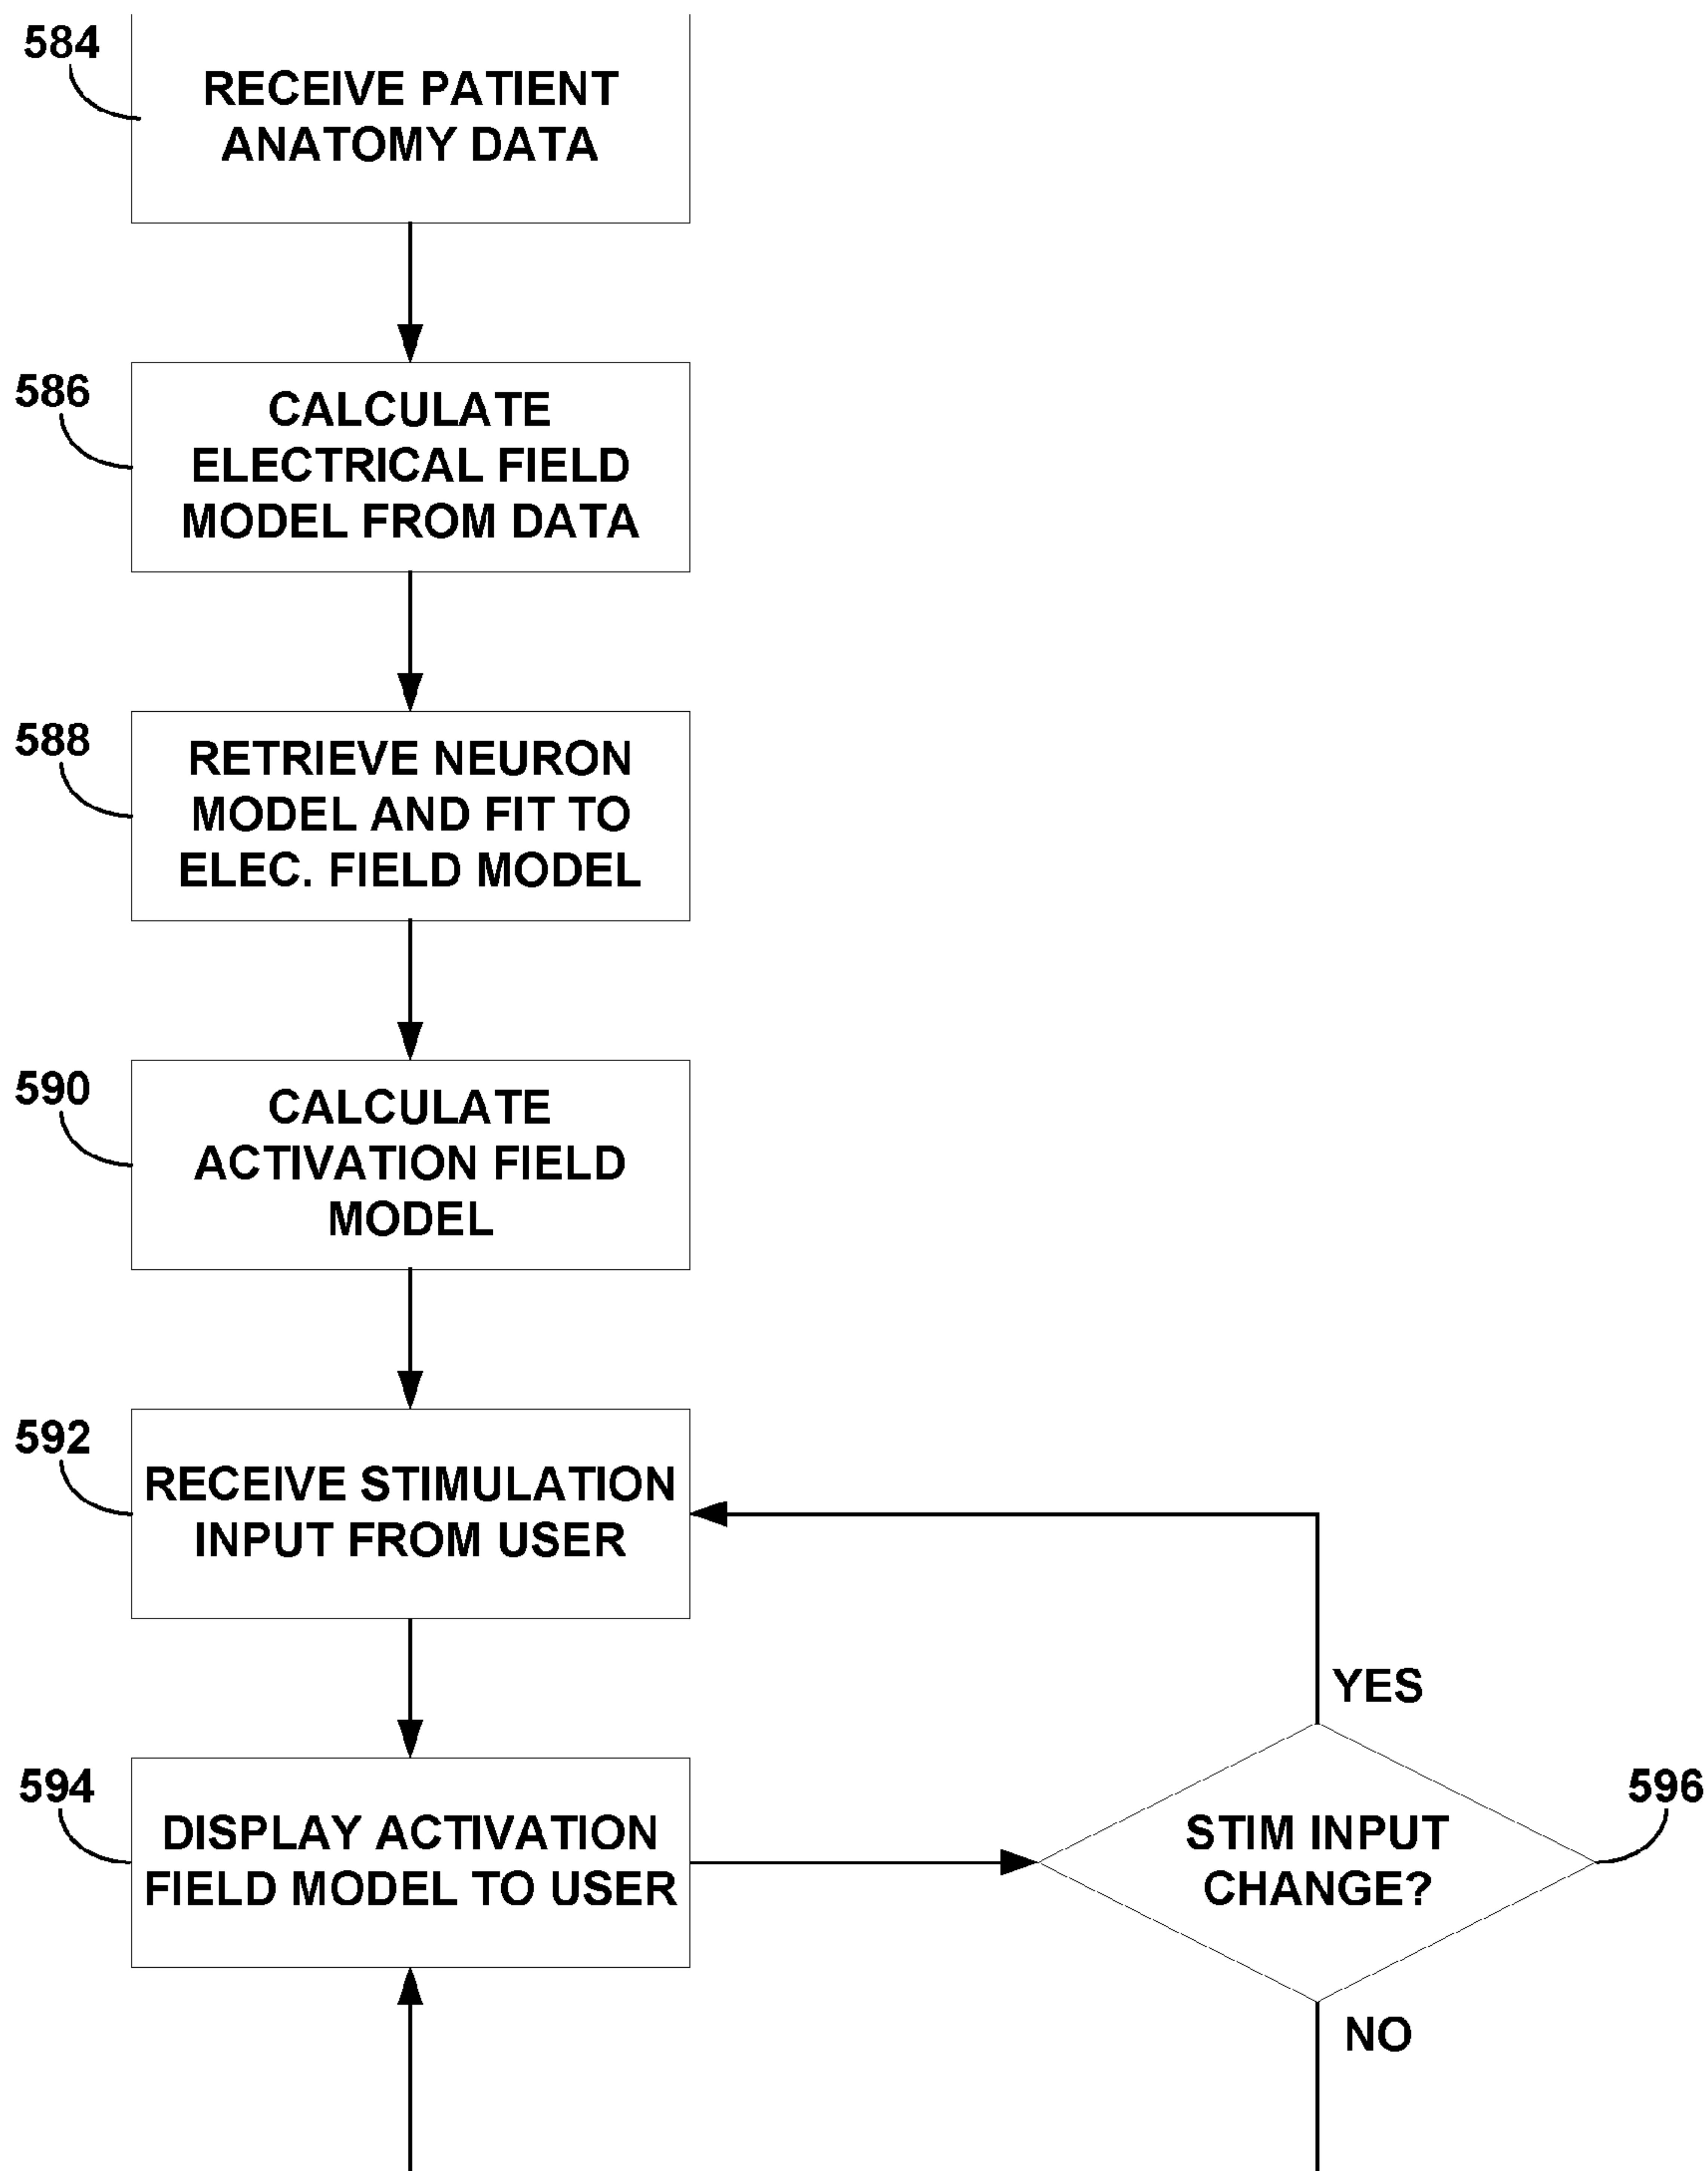 584
RECEIVE PATIENT
ANATOMY DATA
586
CALCULATE
ELECTRICAL FIELD
MODEL FROM DATA
588
RETRIEVE NEURON
MODEL AND FIT TO
ELEC. FIELD MODEL
590
CALCULATE
ACTIVATION FIELD
MODEL
592
RECEIVE STIMULATION
INPUT FROM USER
YES
594
DISPLAY ACTIVATION
FIELD MODEL TO USER
STIM INPUT
CHANGE?
596
NO